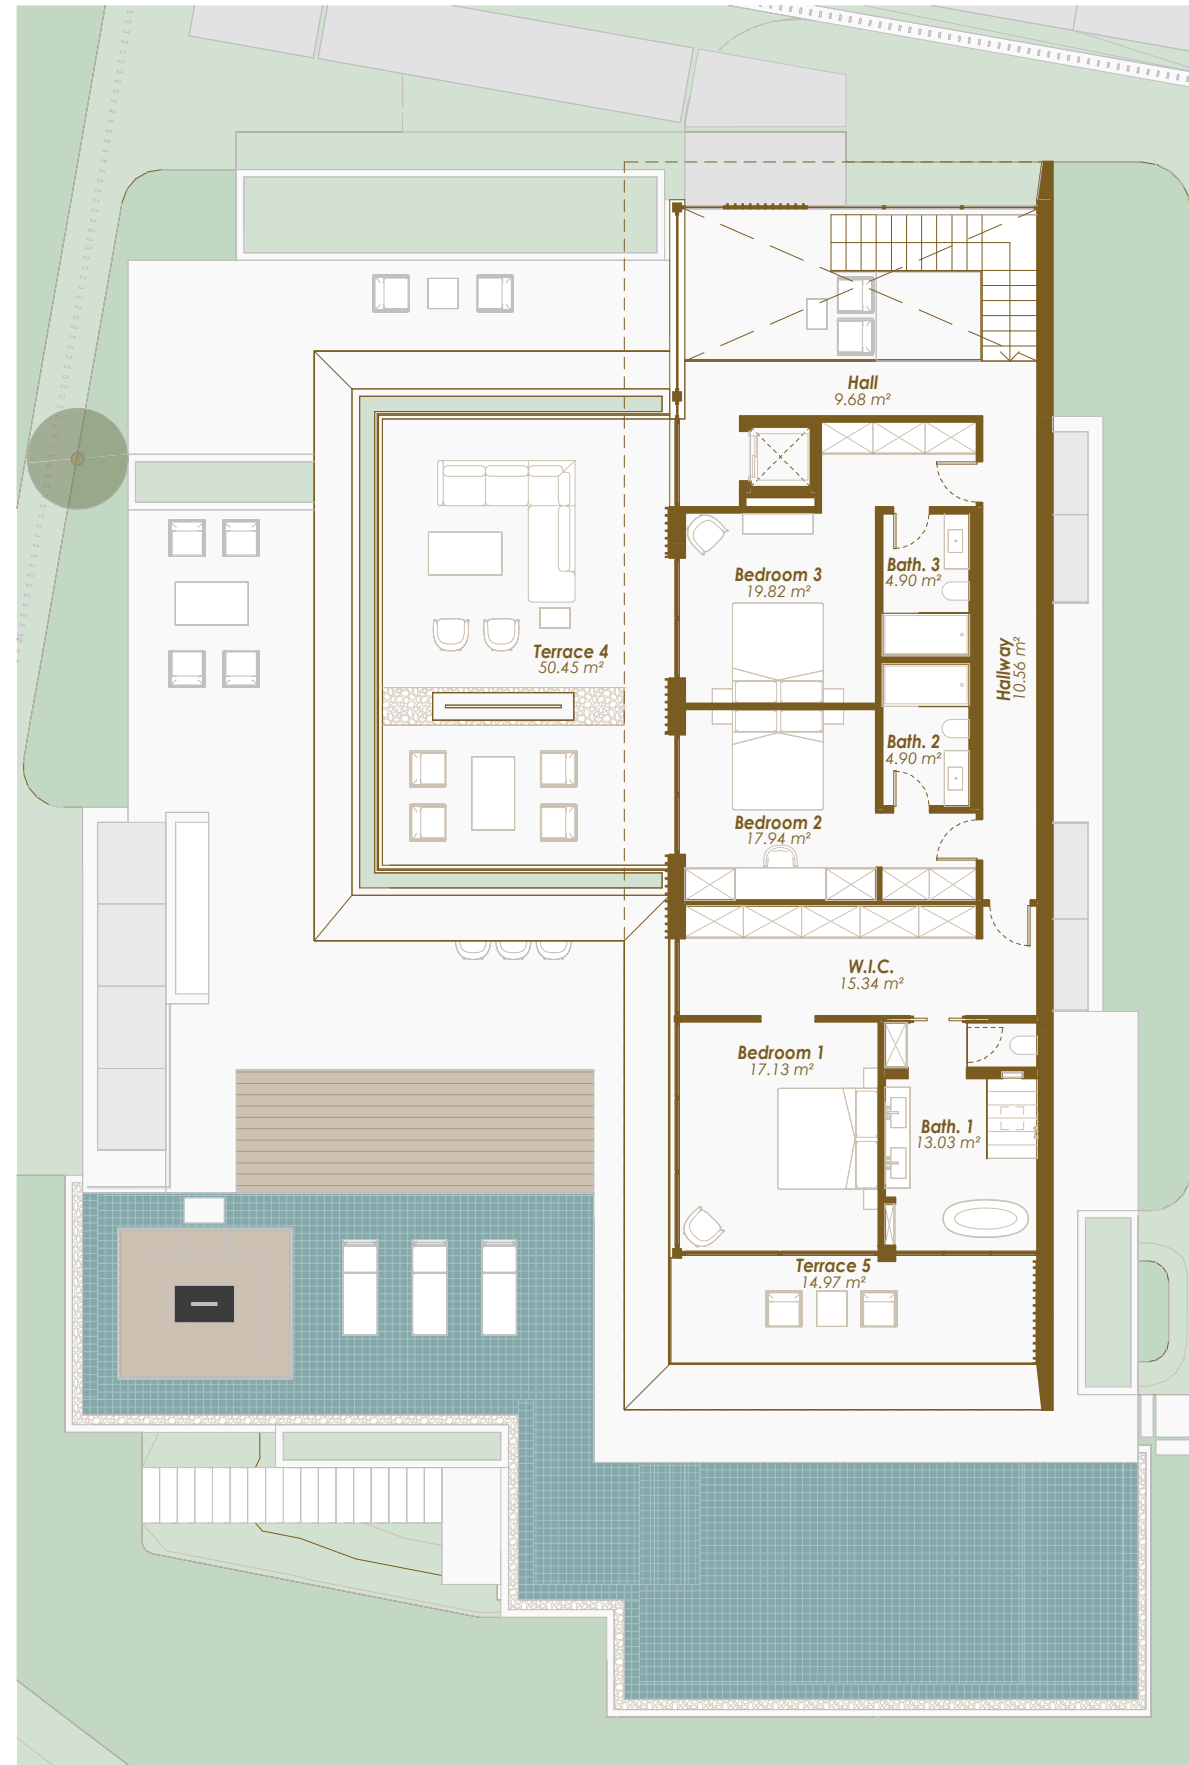 Hall
9.68 m²
Bedroom 3
19.82 m²
Bath. 3
4.90 m²
Terrace 4
50.45 m²
Hallway
10.56 m²
Bath. 2
4.90 m²
Bedroom 2
17.94 m²
W.I.C.
15.34 m²
Bedroom 1
17.13 m²
Bath. 1
13.03 m²
Terrace 5
14.97 m²